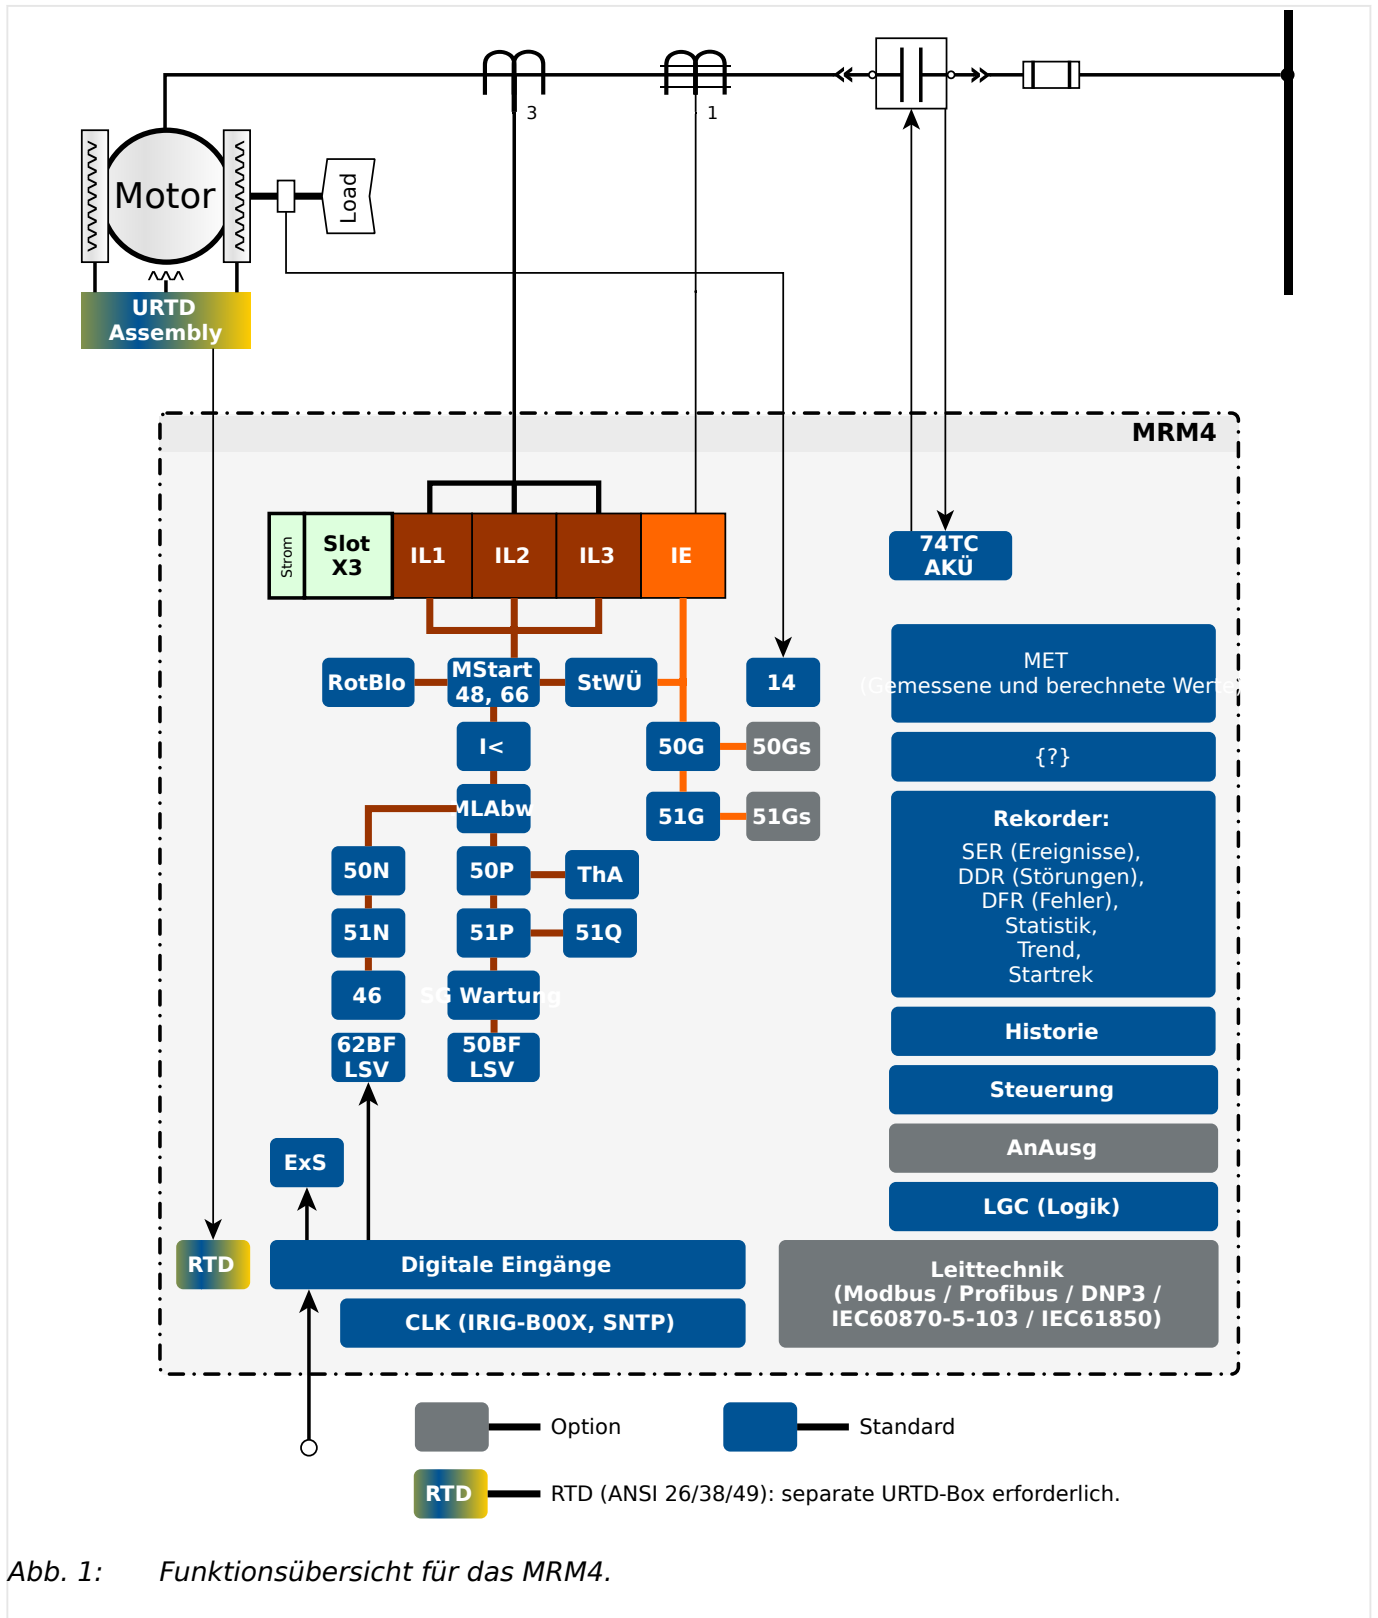 3
1
Motor
Load
URTD
Assembly
MRM4
Strom
Slot
X3
IL1
IL2
IL3
IE
74TC
AKÜ
RotBlo
MStart
48, 66
StWÜ
14
MET
(Gemessene und berechnete Werte)
I<
50G
50Gs
{?}
MLAbw
51G
51Gs
Rekorder:
SER (Ereignisse),
DDR (Störungen),
DFR (Fehler),
Statistik,
Trend,
Startrek
50N
50P
ThA
51N
51P
51Q
46
SG Wartung
62BF
LSV
50BF
LSV
Historie
Steuerung
AnAusg
ExS
LGC (Logik)
RTD
Digitale Eingänge
Leittechnik
(Modbus / Profibus / DNP3 /
IEC60870-5-103 / IEC61850)
CLK (IRIG-B00X, SNTP)
Option
Standard
RTD
RTD (ANSI 26/38/49): separate URTD-Box erforderlich.
Abb. 1: Funktionsübersicht für das MRM4.